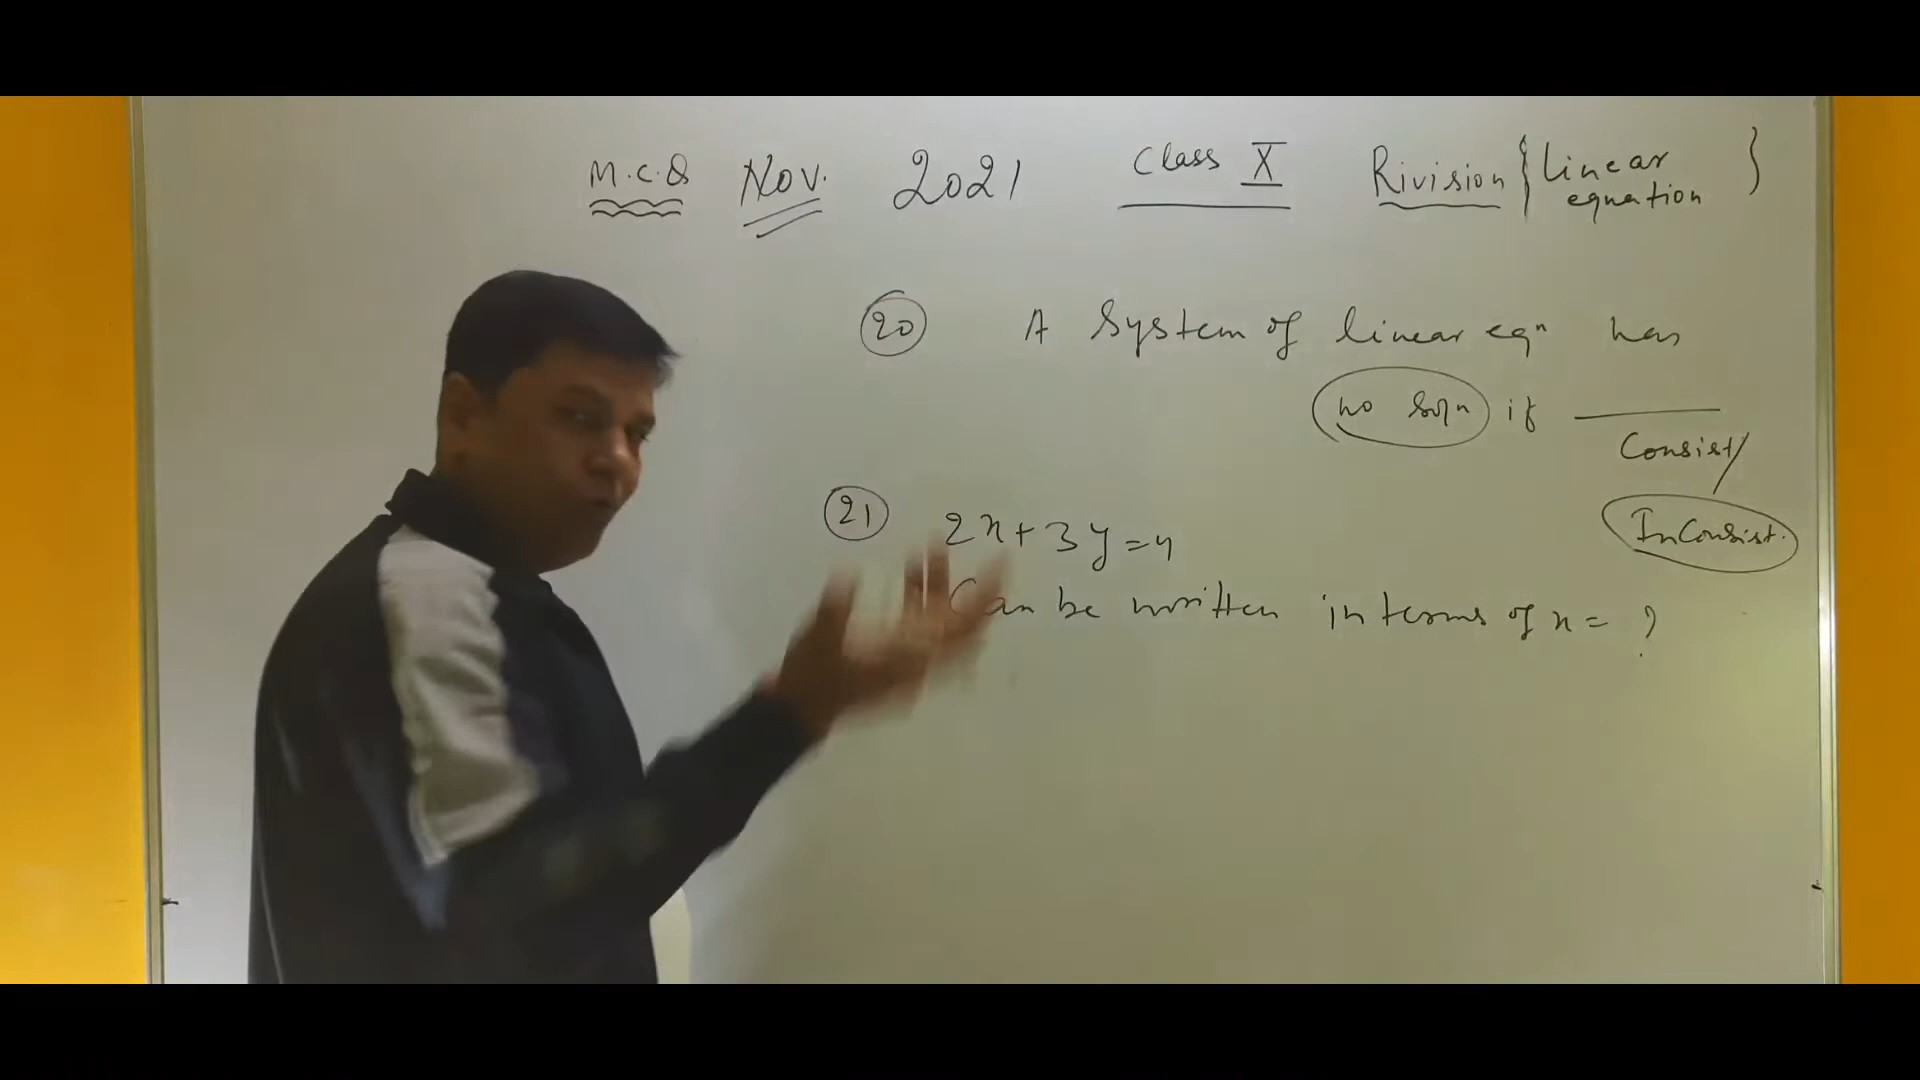 M.C.Q Nov. 2021 Class X Rivision {linear equation}
20 A System of linear eqn has
no soln if ______
Consist/
InConsist.
21 2x+3y=4
Can be written in terms of x= ?